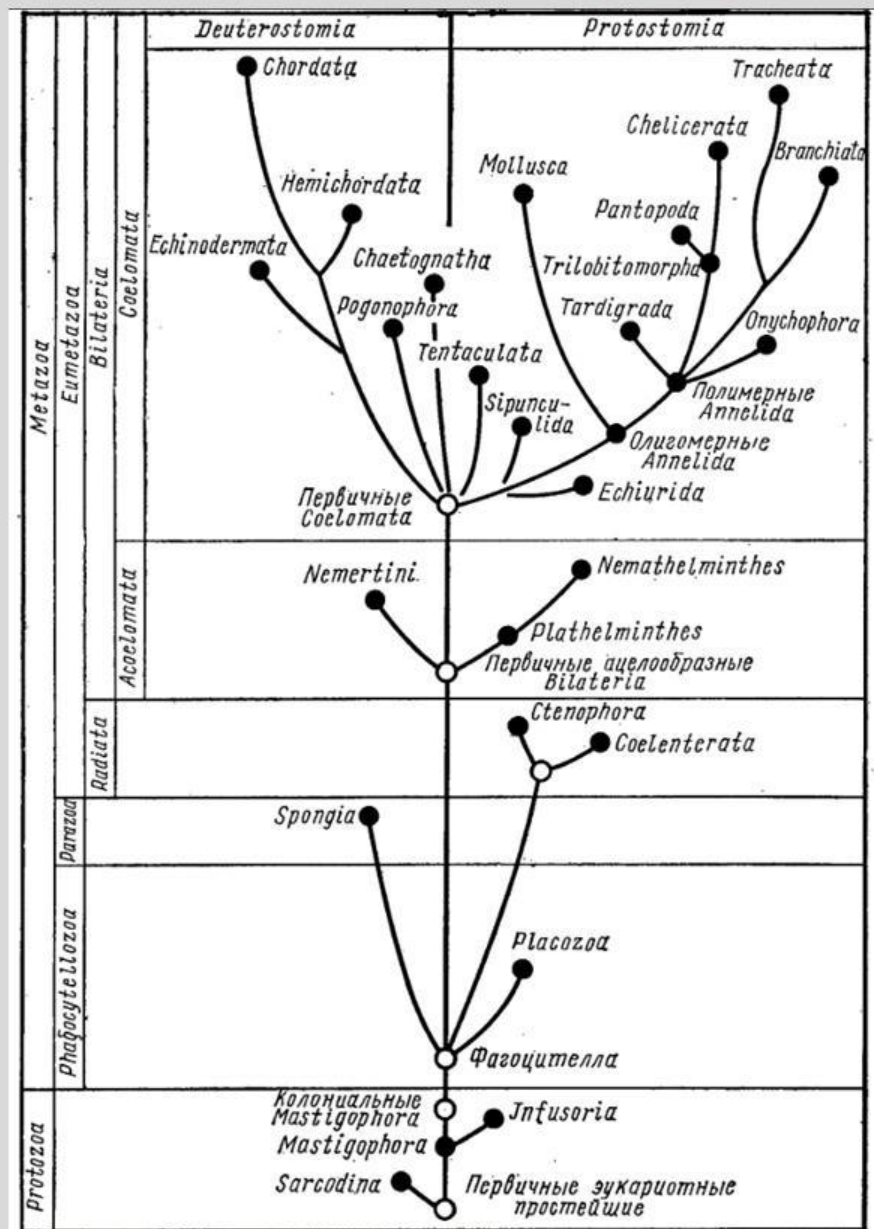 Deuterostomia
Protostomia
Chordata
Tracheata
Chelicerata
Branchiata
Mollusca
Hemichordata
Pantopoda
Echinodermata
Chaetognatha
Trilobitomorpha
Pogonophora
Tardigrada
Onychophora
Tentaculata
Sipuncu-
lida
Полимерные
Annelida
Олигомерные
Annelida
Echiurida
Первичные
Coelomata
Nemertini.
Nemathelminthes
Plathelminthes
Первичные ацелообразные
Bilateria
Ctenophora
Coelenterata
Spongia
Placozoa
Фагоцителла
Колониальные
Mastigophora
Jnfusoria
Mastigophora
Sarcodina
Первичные эукариотные
простейшие
Metazoa
Eumetazoa
Bilateria
Coelomata
Acoelomata
Radiata
Parazoa
Phagocytellozoa
Protozoa